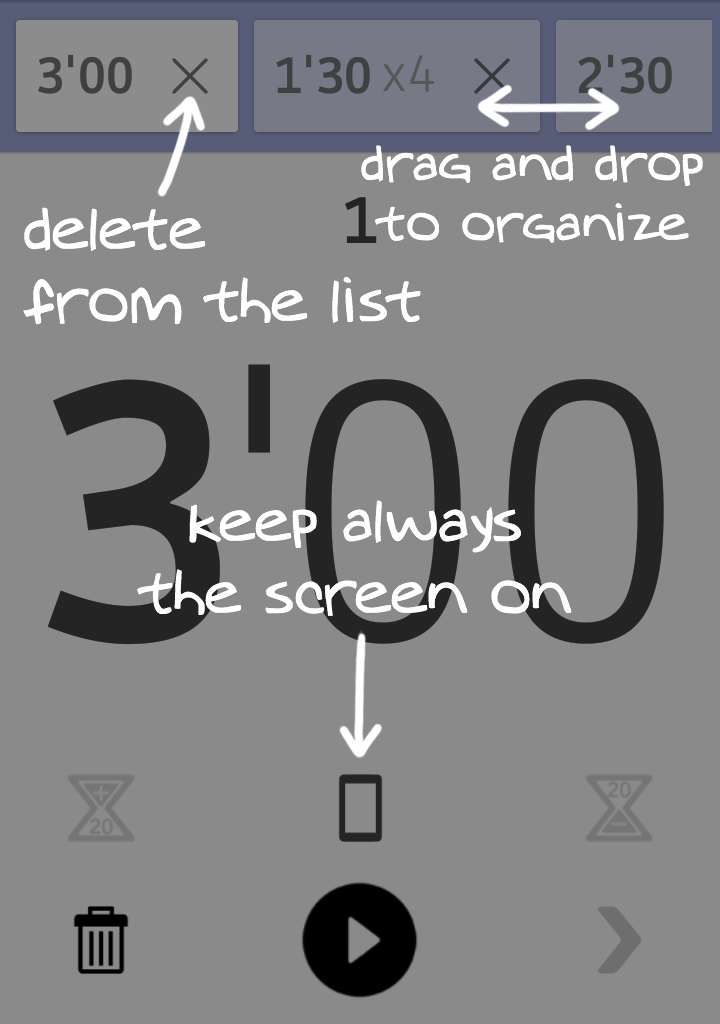 3'00
1'30 x4
2'30
drag and drop
1
to organize
delete
from the list
3'00
keep always
the screen on
+
20
20
-